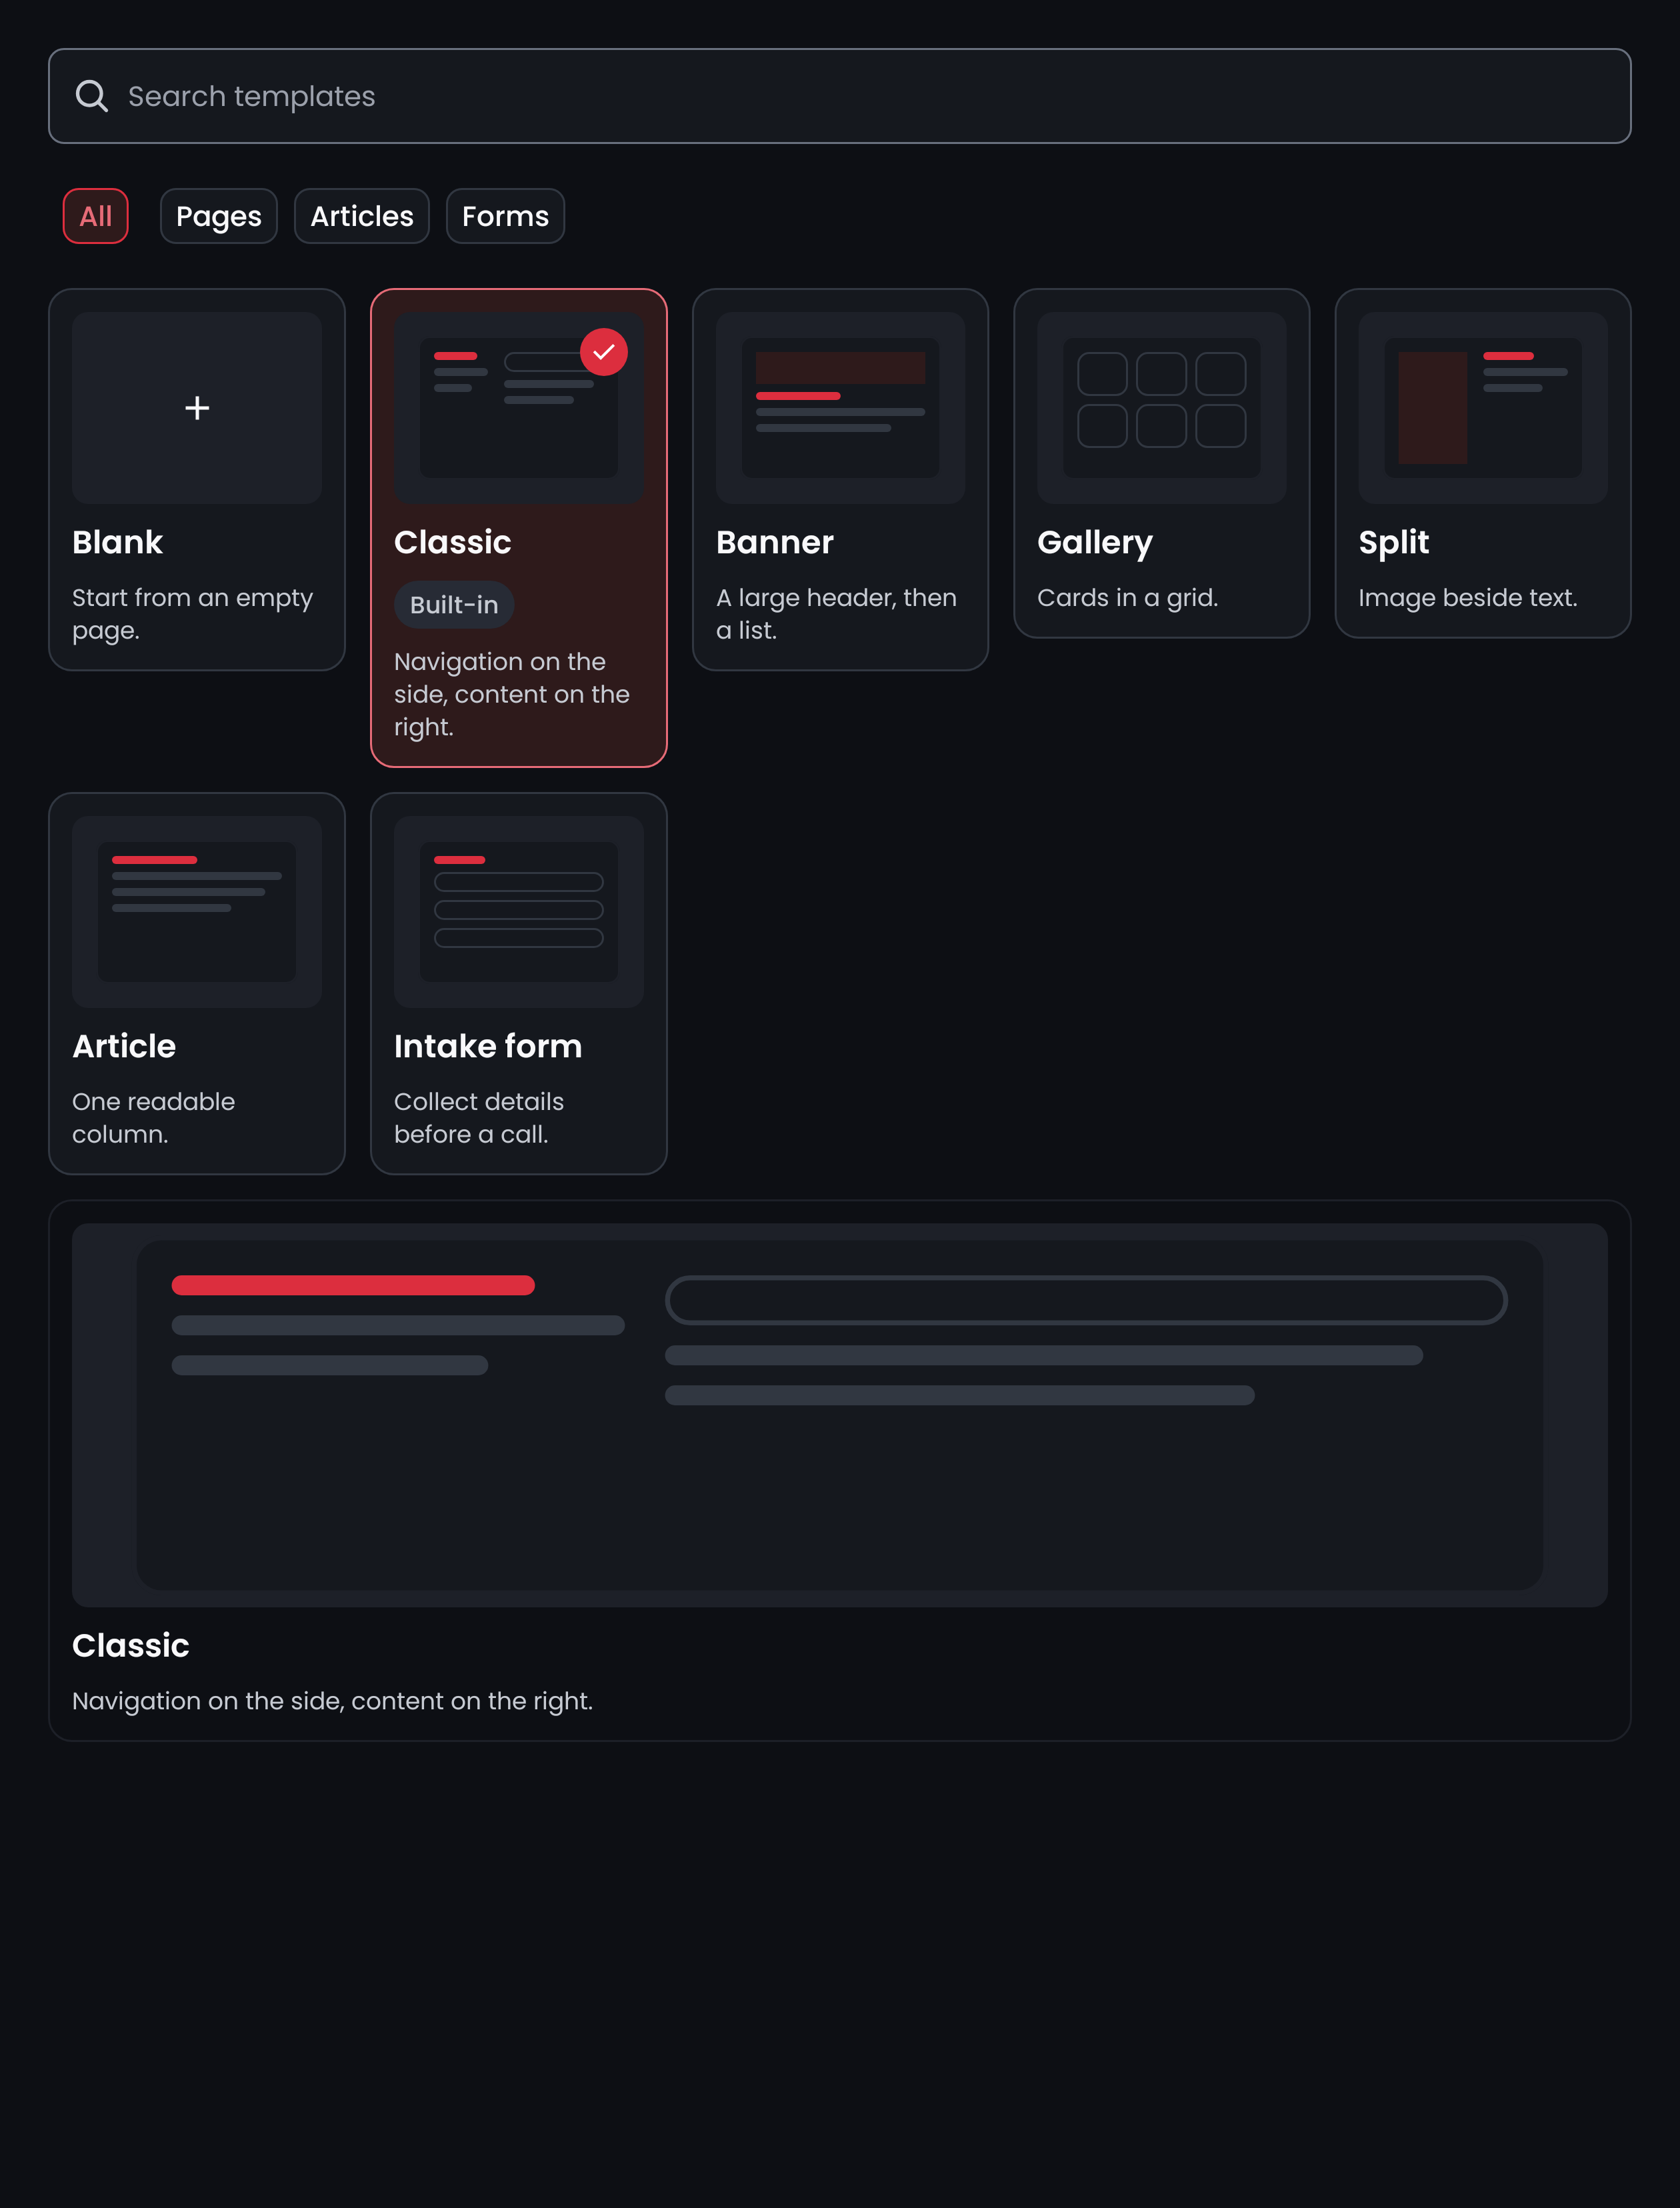 Search templates
All
Pages
Articles
Forms
Blank
Start from an empty
page.
Classic
Built-in
Navigation on the
side, content on the
right.
Banner
A large header, then
a list.
Gallery
Cards in a grid.
Split
Image beside text.
Article
One readable
column.
Intake form
Collect details
before a call.
Classic
Navigation on the side, content on the right.